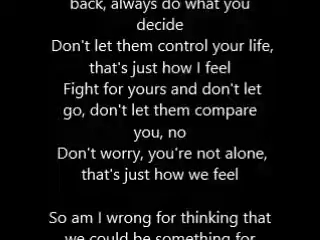 back, always do what you
decide
Don't let them control your life,
that's just how I feel
Fight for yours and don't let
go, don't let them compare
you, no
Don't worry, you're not alone,
that's just how we feel
So am I wrong for thinking that
we could be something for